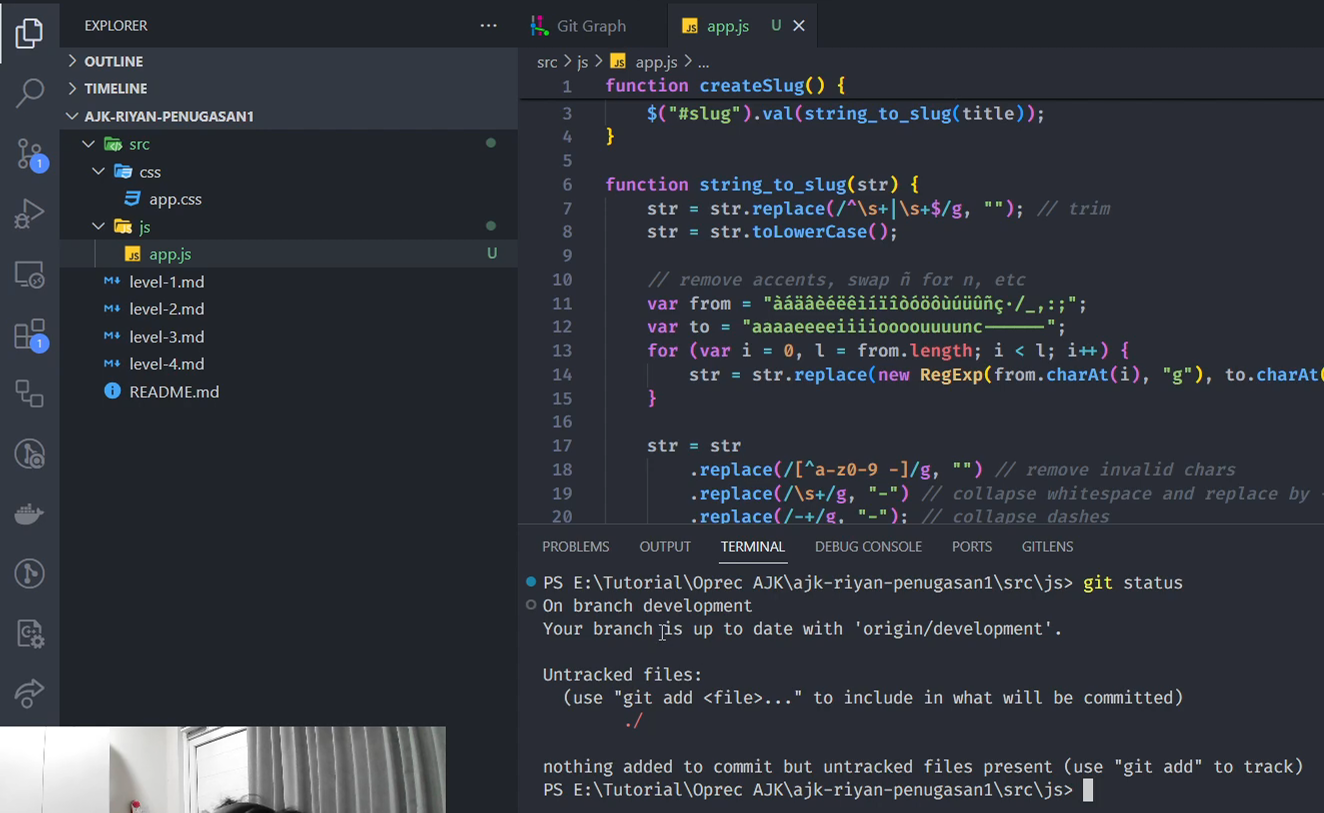 EXPLORER
OUTLINE
TIMELINE
AJK-RIYAN-PENUGASAN1
src
css
app.css
js
app.js U
level-1.md
level-2.md
level-3.md
level-4.md
README.md
1
1
Git Graph
app.js U
src > js > JS app.js > ...
1 function createSlug() {
3 $("#slug").val(string_to_slug(title));
4 }
5
6 function string_to_slug(str) {
7 str = str.replace(/^\s+|\s+$/g, ""); // trim
8 str = str.toLowerCase();
9
10 // remove accents, swap ñ for n, etc
11 var from = "àáäâèéëêìíïîòóöôùúüûñç·/_,:;";
12 var to = "aaaaeeeeiiiioooouuuunc------";
13 for (var i = 0, l = from.length; i < l; i++) {
14 str = str.replace(new RegExp(from.charAt(i), "g"), to.charAt(
15 }
16
17 str = str
18 .replace(/[^a-z0-9 -]/g, "") // remove invalid chars
19 .replace(/\s+/g, "-") // collapse whitespace and replace by -
20 .replace(/-+/g, "-"); // collapse dashes
PROBLEMS OUTPUT TERMINAL DEBUG CONSOLE PORTS GITLENS
PS E:\Tutorial\Oprec AJK\ajk-riyan-penugasan1\src\js> git status
On branch development
Your branch is up to date with 'origin/development'.
Untracked files:
(use "git add <file>..." to include in what will be committed)
./
nothing added to commit but untracked files present (use "git add" to track)
PS E:\Tutorial\Oprec AJK\ajk-riyan-penugasan1\src\js>